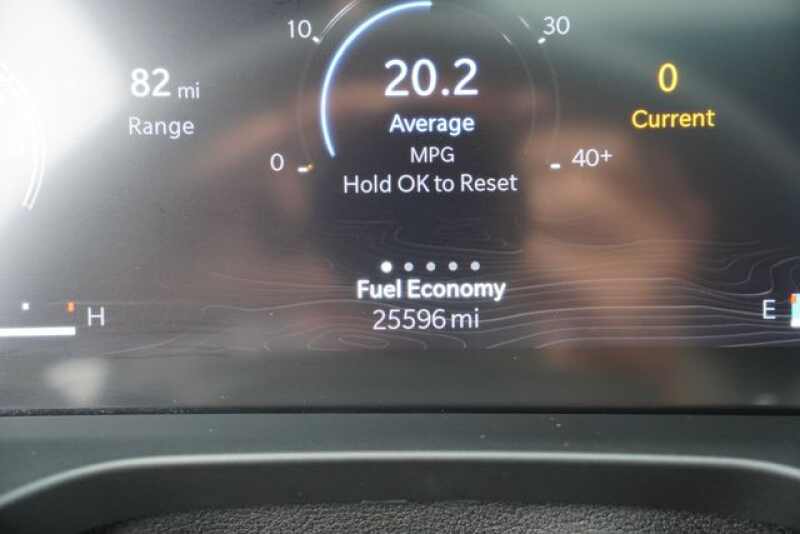 10
30
82 mi
Range
20.2
Average
MPG
Hold OK to Reset
0
Current
0
40+
Fuel Economy
25596 mi
H
E